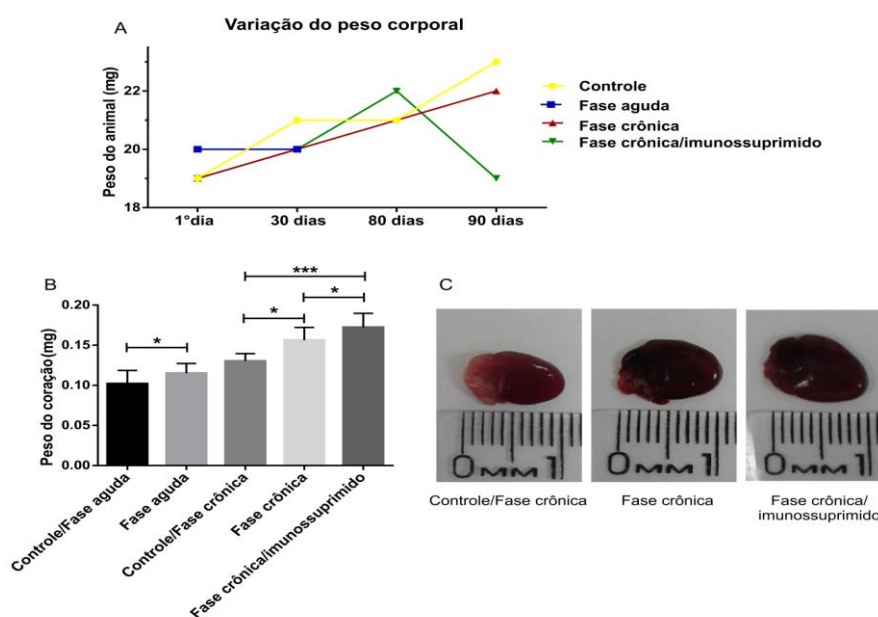 A
Variação do peso corporal
Peso do animal (mg)
22
20
18
1°dia
30 dias
80 dias
90 dias
Controle
Fase aguda
Fase crônica
Fase crônica/imunossuprimido
B
Peso do coração(mg)
0.20
0.15
0.10
0.05
0.00
*
*
***
*
Controle/Fase aguda
Fase aguda
Controle/Fase crônica
Fase crônica
Fase crônica/imunossuprimido
C
0 MM 1
0 MM 1
0 MM 1
Controle/Fase crônica
Fase crônica
Fase crônica/
imunossuprimido